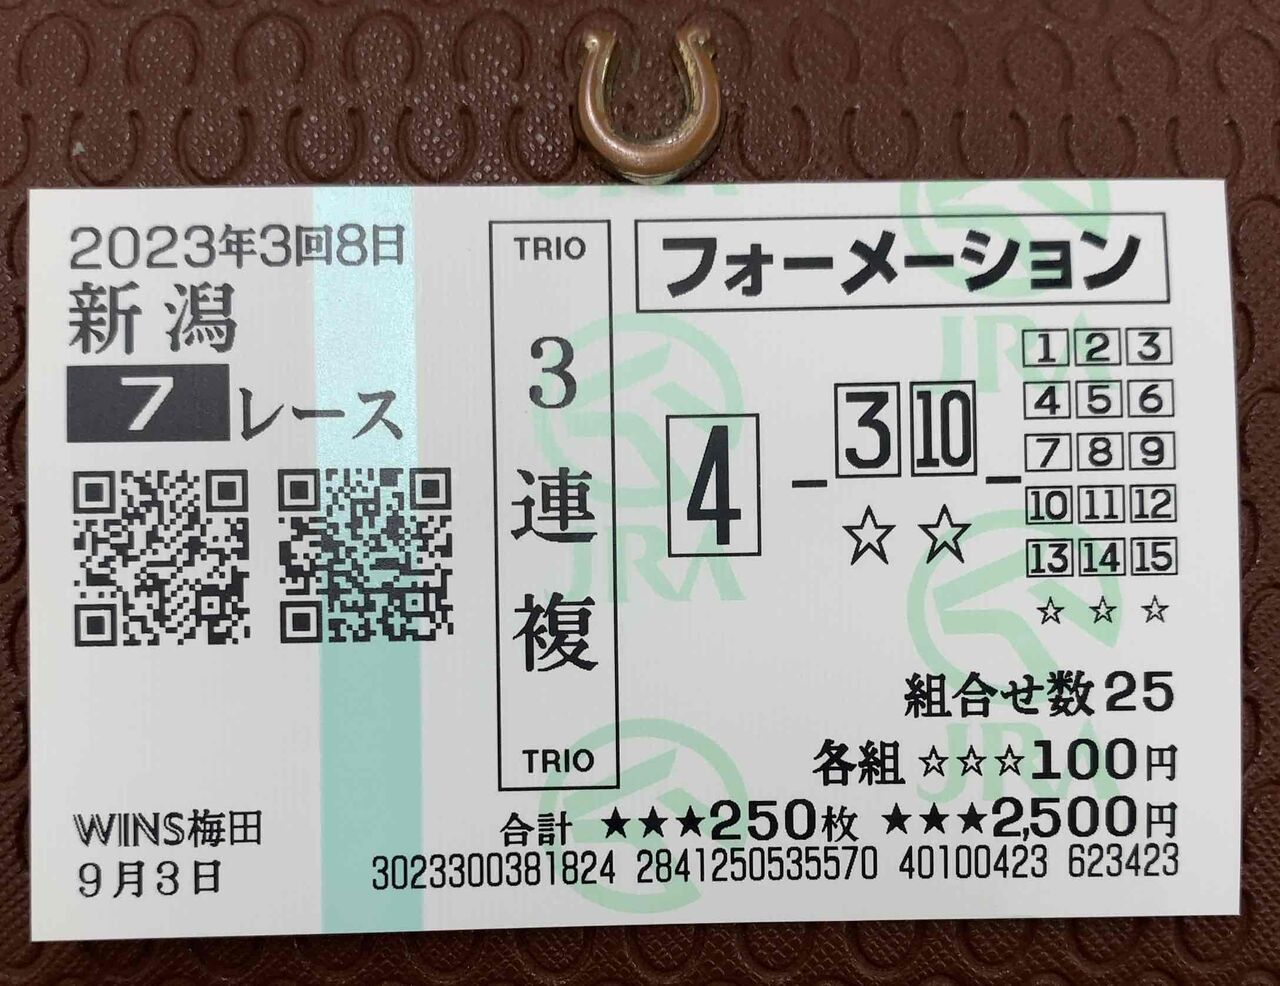 2023年3回8日
新潟
7レース
WINS梅田
9月3日
TRIO
3連複
TRIO
フォーメーション
4 - 3 10 - 1 2 3
4 5 6
7 8 9
10 11 12
13 14 15
☆☆
☆☆☆
組合せ数25
各組☆☆☆100円
合計 ★★★250枚 ★★★2,500円
3023300381824 2841250535570 40100423 623423
JRA
JRA
JRA